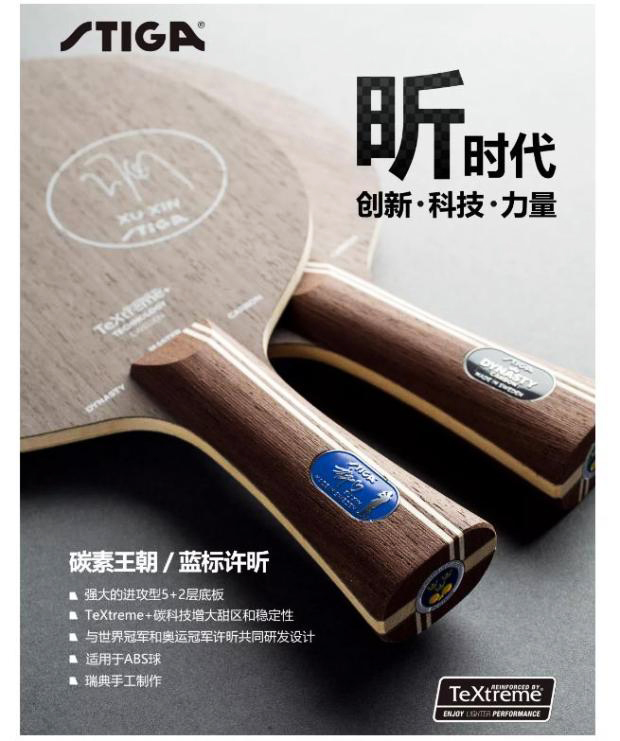 STIGA®
昕时代
创新·科技·力量
XU XIN
STIGA
TeXtreme+
TECHNOLOGY
DYNASTY
CARBON
STIGA
DYNASTY
CARBON
MADE IN SWEDEN
STIGA
碳素王朝 / 蓝标许昕
强大的进攻型5+2层底板
TeXtreme+碳科技增大甜区和稳定性
与世界冠军和奥运冠军许昕共同研发设计
适用于ABS球
瑞典手工制作
REINFORCED BY
TeXtreme®
ENJOY LIGHTER PERFORMANCE